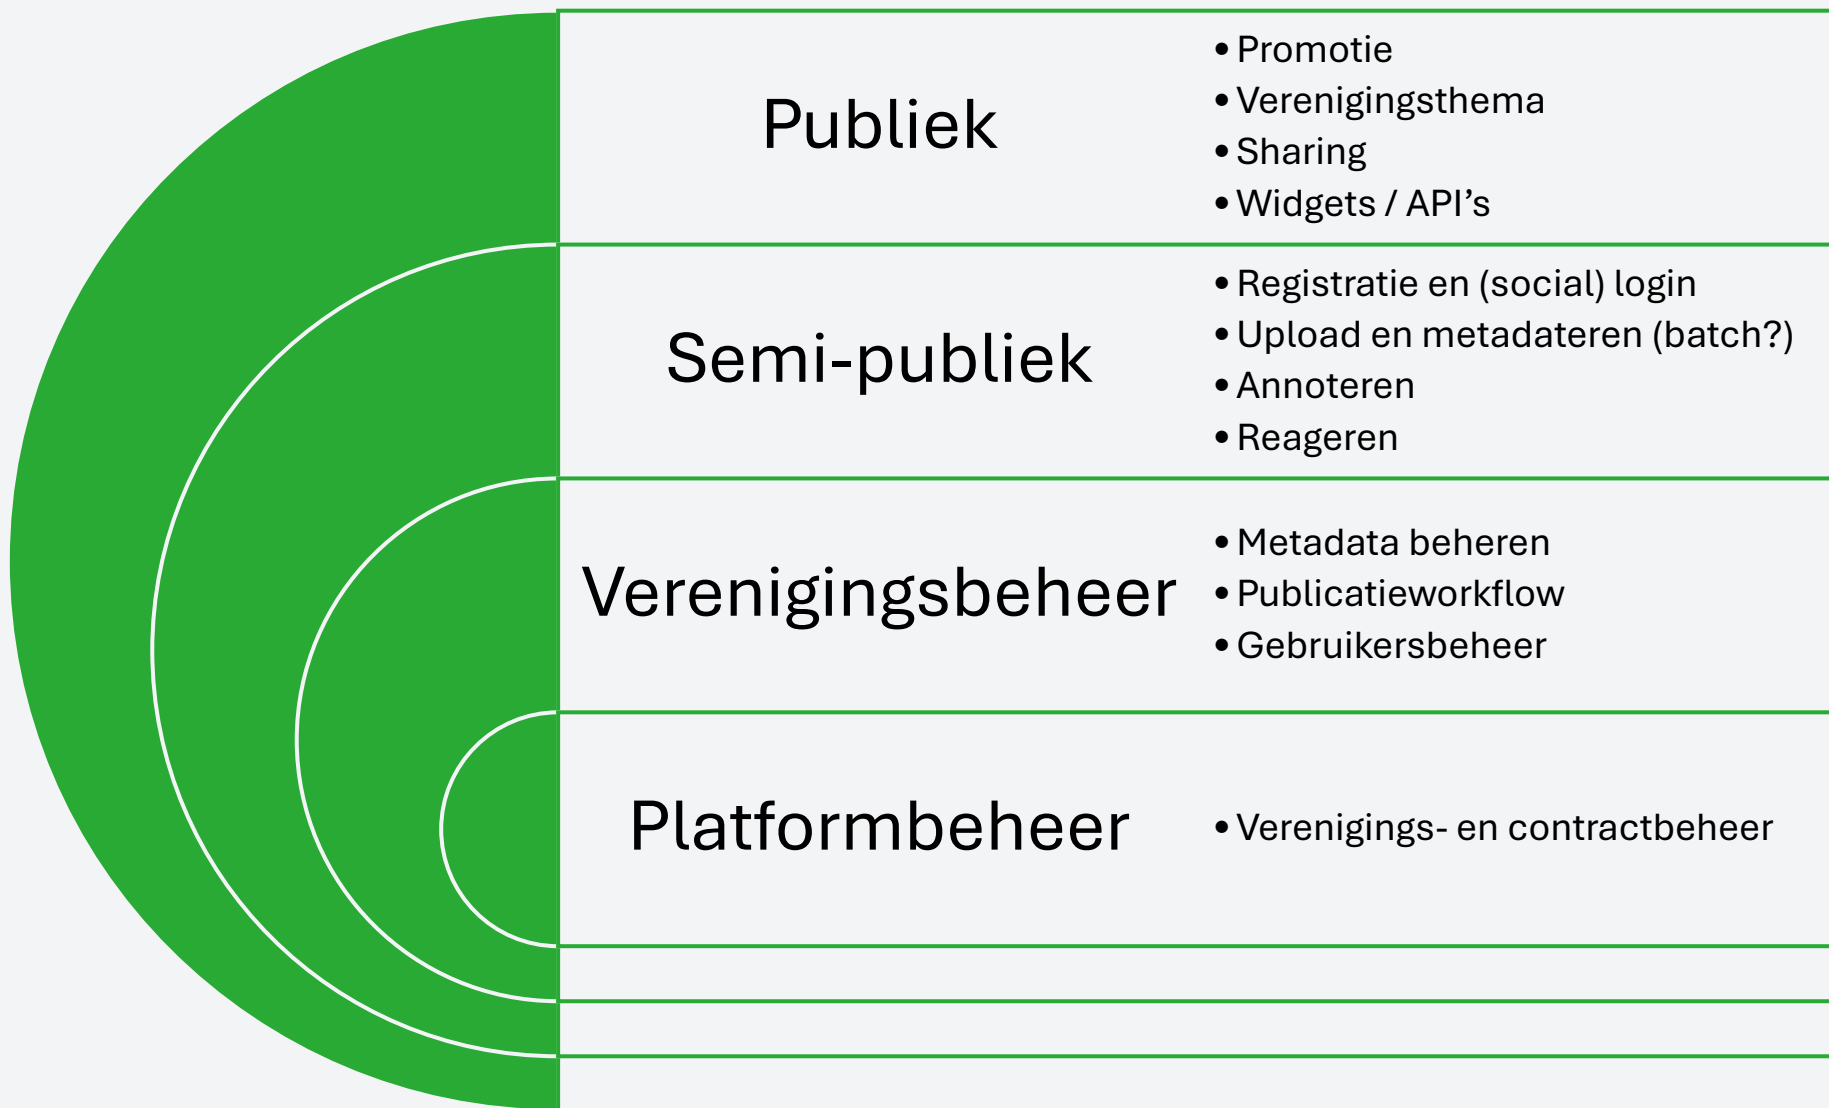 Publiek
• Promotie
• Verenigingsthema
• Sharing
• Widgets / API’s
Semi-publiek
• Registratie en (social) login
• Upload en metadateren (batch?)
• Annoteren
• Reageren
Verenigingsbeheer
• Metadata beheren
• Publicatieworkflow
• Gebruikersbeheer
Platformbeheer
• Verenigings- en contractbeheer